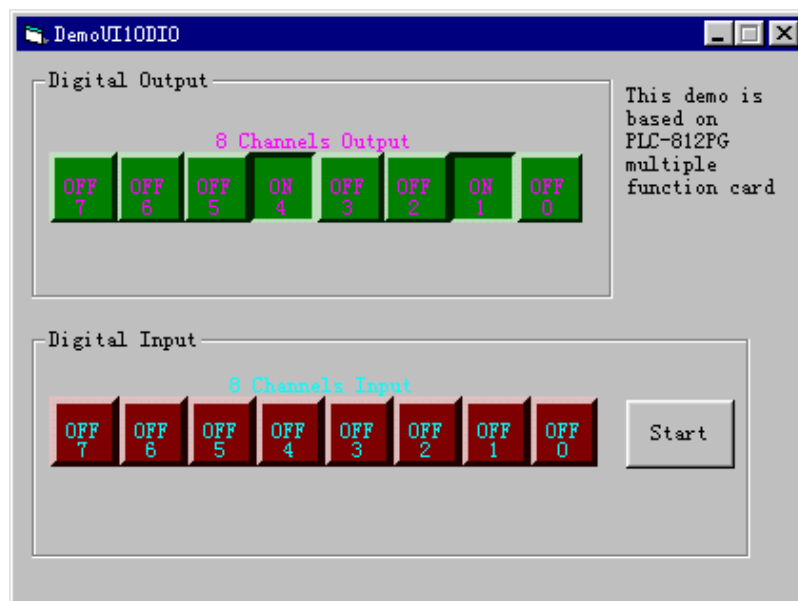 DemoUI10DIO
Digital Output
8 Channels Output
OFF OFF OFF ON OFF OFF ON OFF
7 6 5 4 3 2 1 0
This demo is
based on
PLC-812PG
multiple
function card
Digital Input
8 Channels Input
OFF OFF OFF OFF OFF OFF OFF OFF
7 6 5 4 3 2 1 0
Start